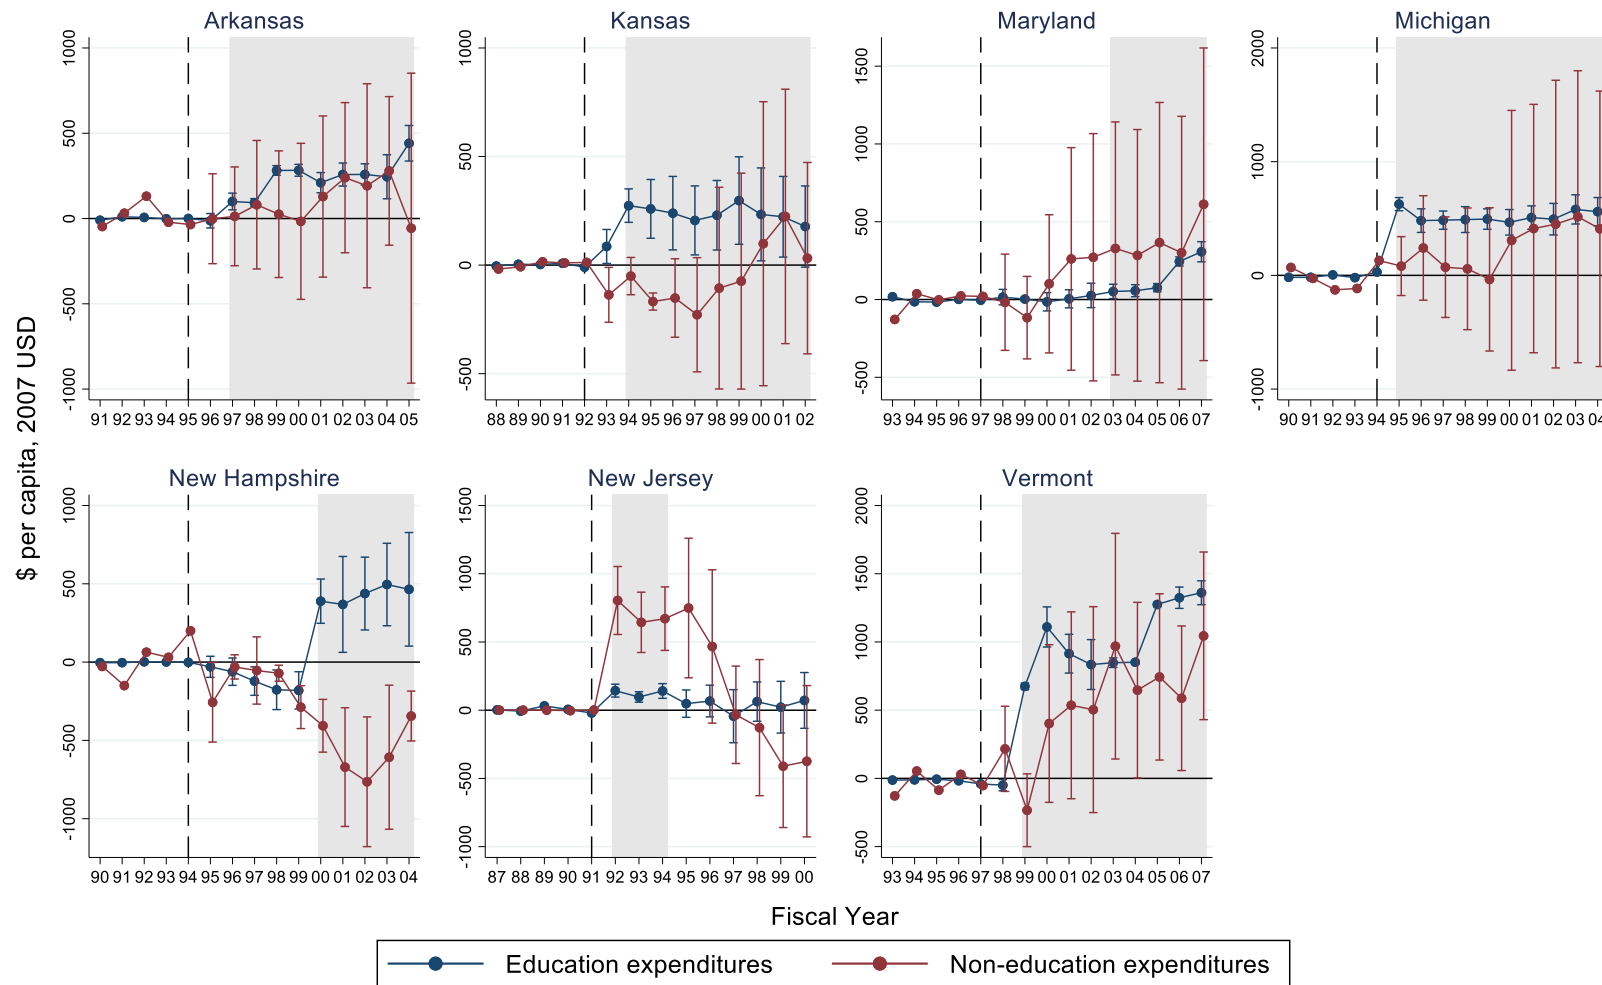 Arkansas
Kansas
Maryland
Michigan
1000
500
0
-500
-1000
91 92 93 94 95 96 97 98 99 00 01 02 03 04 05
1000
500
0
-500
88 89 90 91 92 93 94 95 96 97 98 99 00 01 02
1500
1000
500
0
-500
93 94 95 96 97 98 99 00 01 02 03 04 05 06 07
2000
1000
0
-1000
90 91 92 93 94 95 96 97 98 99 00 01 02 03 04
$ per capita, 2007 USD
New Hampshire
New Jersey
Vermont
1000
500
0
-500
-1000
90 91 92 93 94 95 96 97 98 99 00 01 02 03 04
1500
1000
500
0
-500
-1000
87 88 89 90 91 92 93 94 95 96 97 98 99 00
2000
1500
1000
500
0
-500
93 94 95 96 97 98 99 00 01 02 03 04 05 06 07
Fiscal Year
Education expenditures
Non-education expenditures